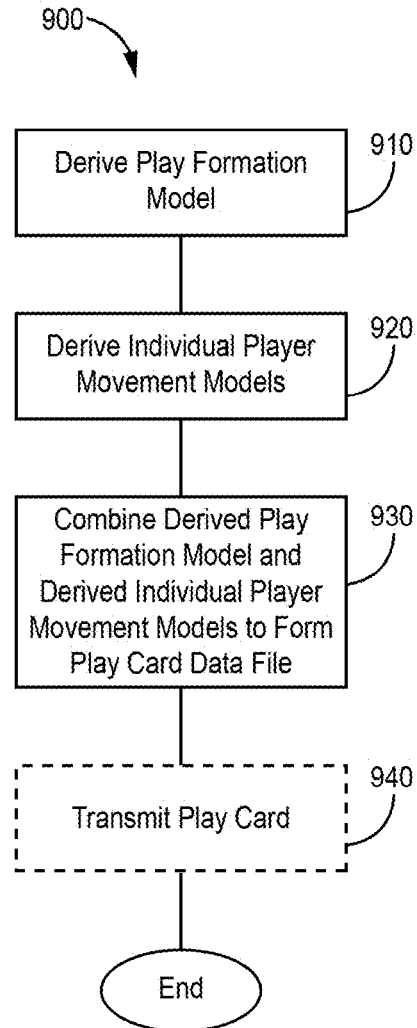 900
910
Derive Play Formation
Model
920
Derive Individual Player
Movement Models
930
Combine Derived Play
Formation Model and
Derived Individual Player
Movement Models to Form
Play Card Data File
940
Transmit Play Card
End